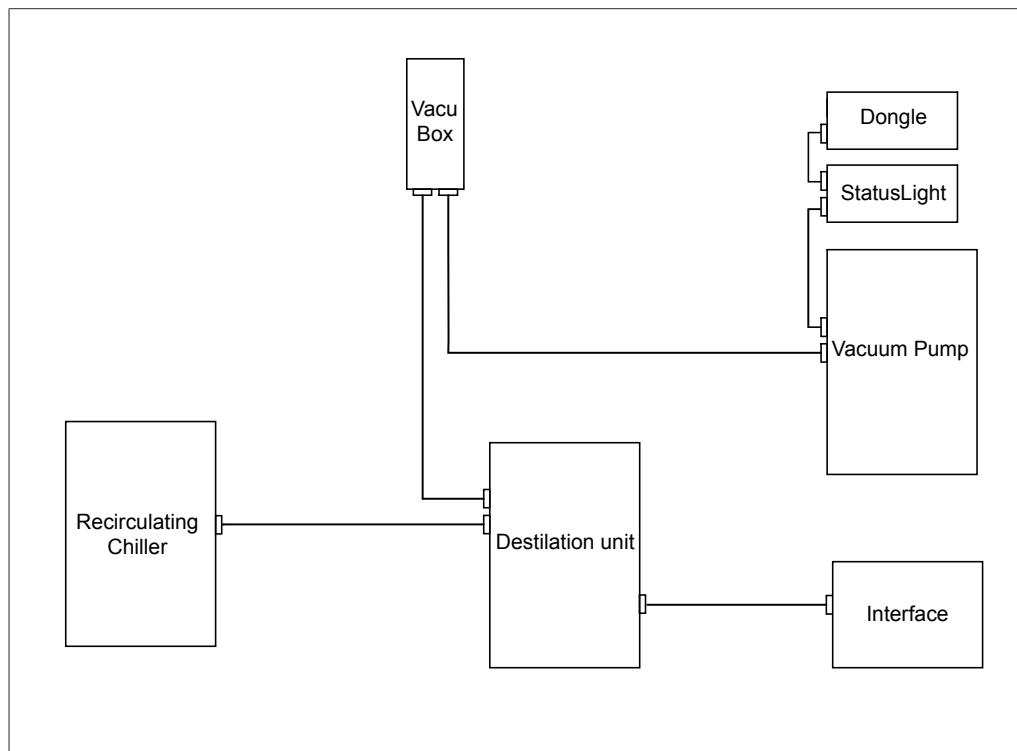 Vacu
Box
Dongle
StatusLight
Vacuum Pump
Recirculating
Chiller
Destilation unit
Interface